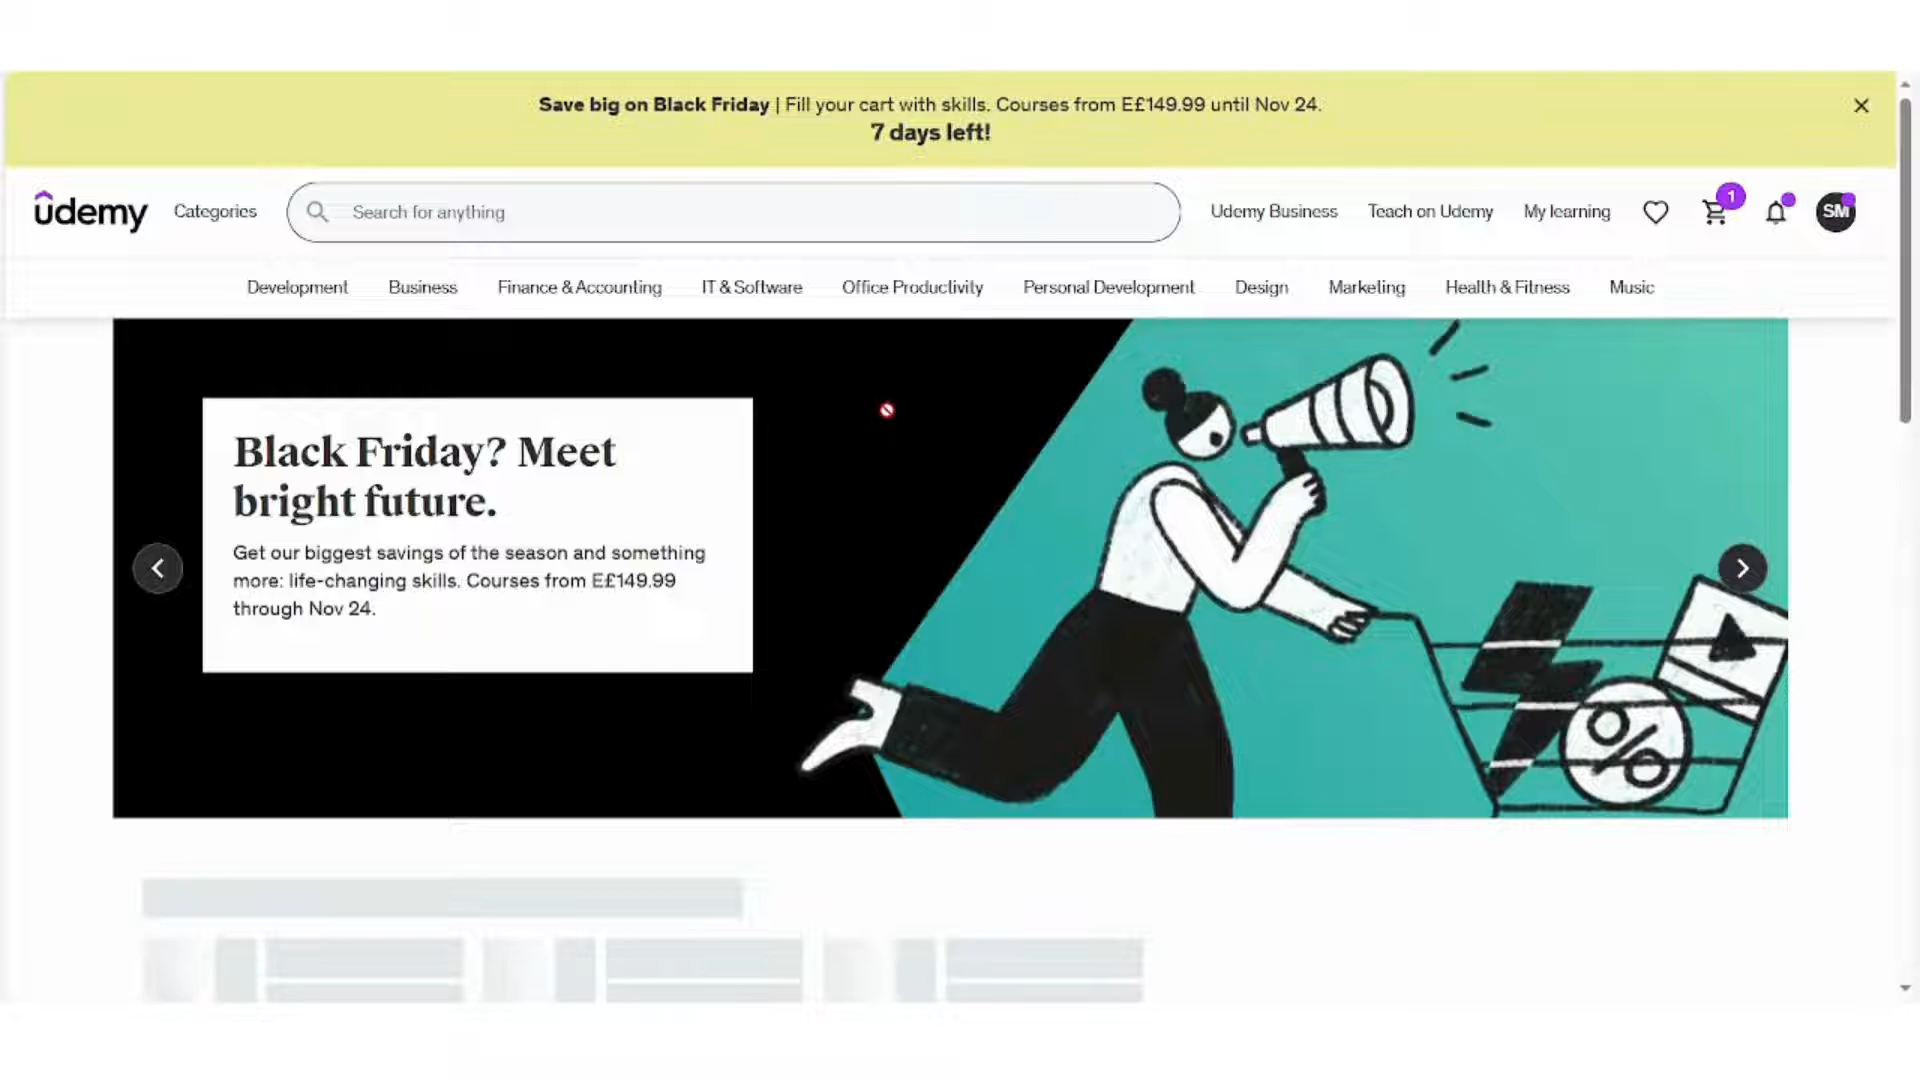 Save big on Black Friday | Fill your cart with skills. Courses from E£149.99 until Nov 24.
7 days left!
udemy Categories Search for anything Udemy Business Teach on Udemy My learning 1 SM
Development Business Finance & Accounting IT & Software Office Productivity Personal Development Design Marketing Health & Fitness Music
Black Friday? Meet
bright future.
Get our biggest savings of the season and something
more: life-changing skills. Courses from E£149.99
through Nov 24.
%